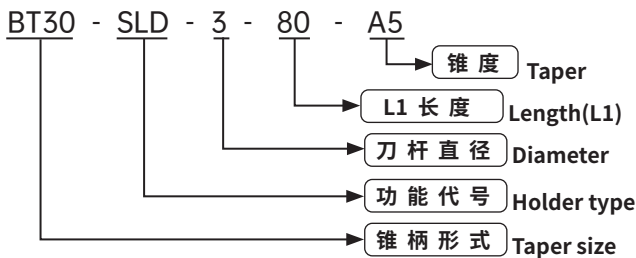 BT30 - SLD - 3 - 80 - A5
锥度 Taper
L1 长度 Length(L1)
刀杆直径 Diameter
功能代号 Holder type
锥柄形式 Taper size